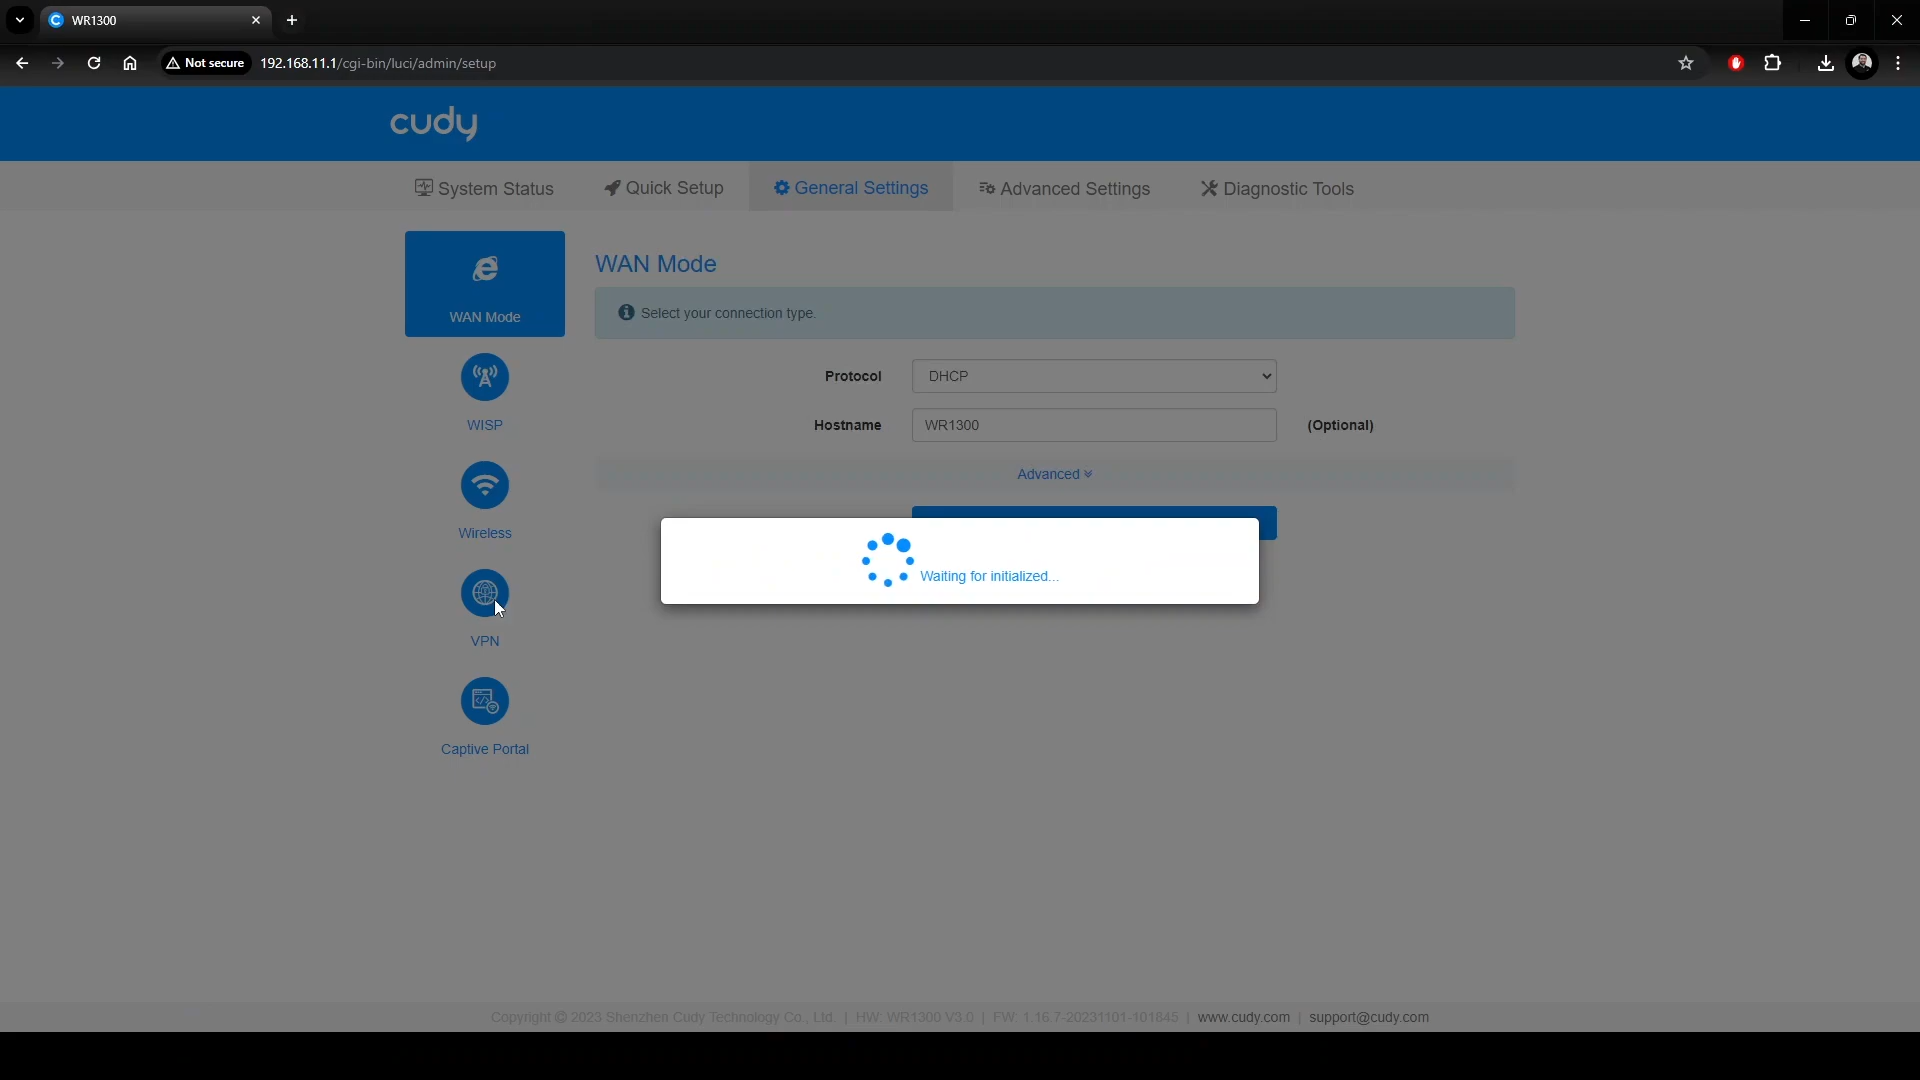 WR1300
Not secure
192.168.11.1/cgi-bin/luci/admin/setup
cudy
System Status
Quick Setup
General Settings
Advanced Settings
Diagnostic Tools
WAN Mode
WISP
Wireless
VPN
Captive Portal
WAN Mode
Select your connection type.
Protocol
DHCP
Hostname
WR1300
(Optional)
Advanced
Waiting for initialized...
Copyright © 2023 Shenzhen Cudy Technology Co., Ltd. | HW: WR1300 V3.0 | FW: 1.16.7-20231101-101845 | www.cudy.com | support@cudy.com